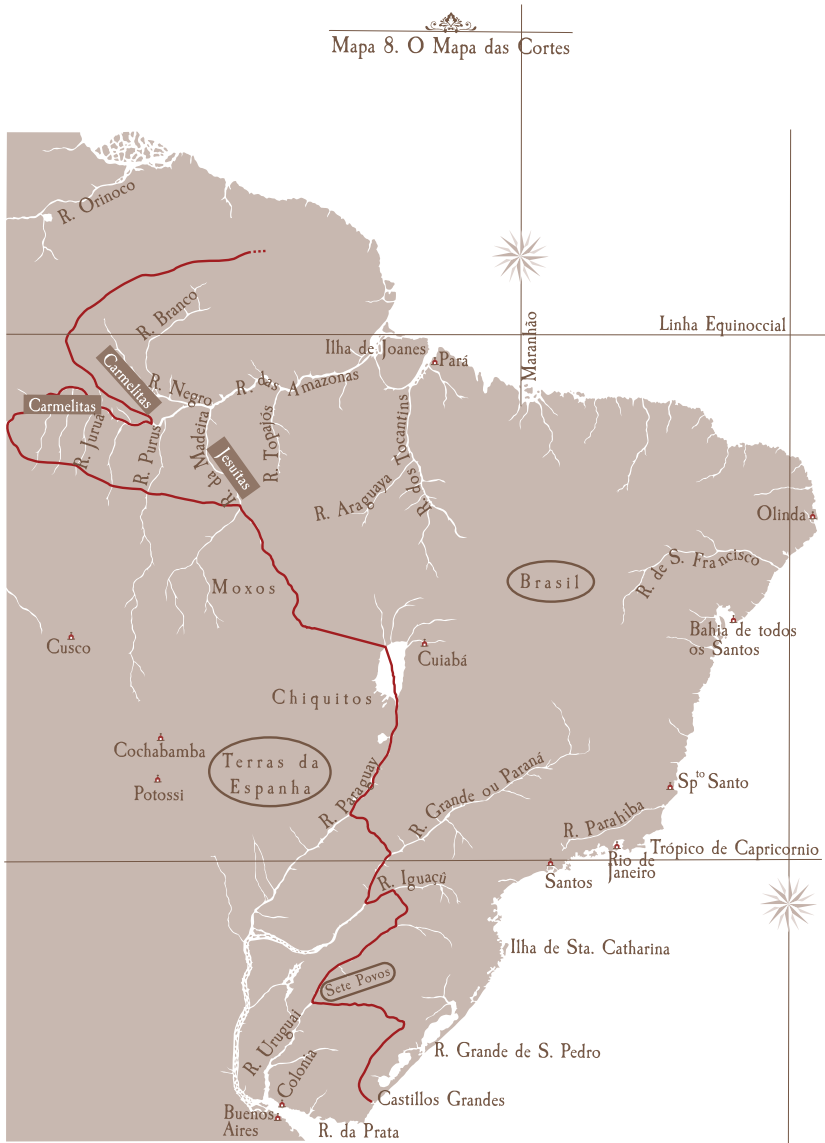 Mapa 8. O Mapa das Cortes
R. Orinoco
R. Branco
Linha Equinoccial
Maranhão
Ilha de Joanes
Pará
Carmelitas
R. Negro
R. das Amazonas
Carmelitas
R. Juruá
R. Purus
R. da Madeira
Jesuítas
R. Topajós
R. dos Tocantins
R. Araguaya
Olinda
Brasil
R. de S. Francisco
Moxos
Bahia de todos
os Santos
Cusco
Cuiabá
Chiquitos
Cochabamba
Terras da
Espanha
Potossi
R. Paraguay
R. Grande ou Paraná
Spto Santo
R. Parahiba
Trópico de Capricornio
Rio de
Janeiro
Santos
R. Iguaçû
Ilha de Sta. Catharina
Sete Povos
R. Uruguai
R. Grande de S. Pedro
Colonia
Castillos Grandes
Buenos
Aires
R. da Prata